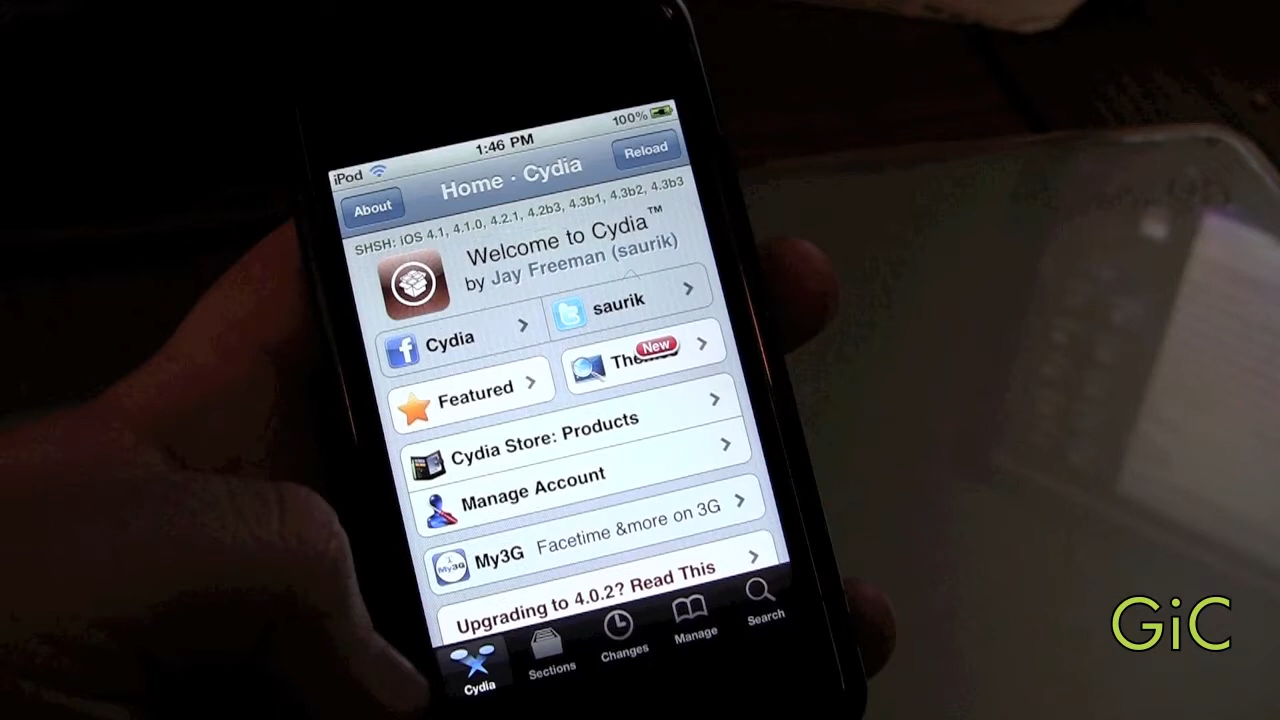 iPod 1:46 PM 100%
About Home · Cydia Reload
SHSH: iOS 4.1, 4.1.0, 4.2.1, 4.2b3, 4.3b1, 4.3b2, 4.3b3
Welcome to Cydia™
by Jay Freeman (saurik)
Cydia saurik
Featured New
Cydia Store: Products
Manage Account
My3G Facetime &more on 3G
Upgrading to 4.0.2? Read This
Cydia Sections Changes Manage Search
GiC